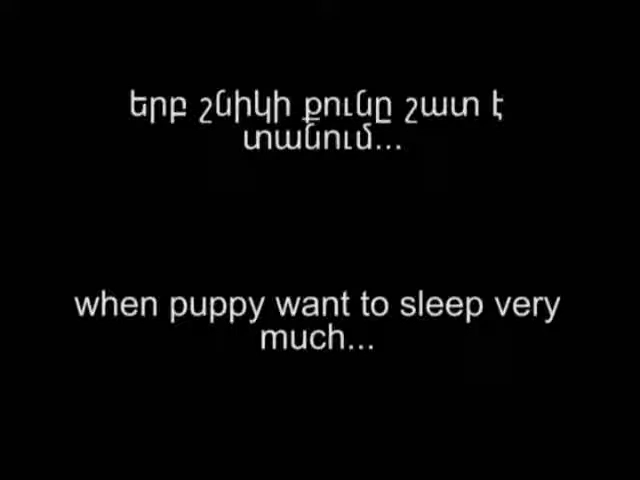 երբ շնիկի քունը շատ է
տանում...
when puppy want to sleep very
much...